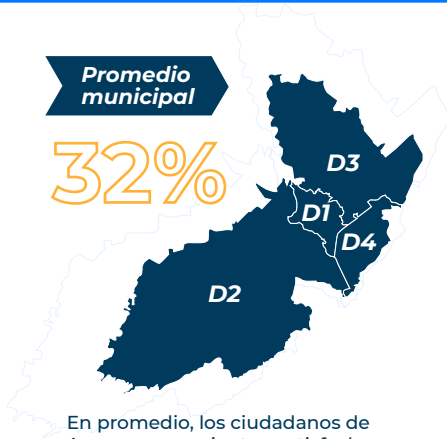 Promedio
municipal
32%
D3
D1
D4
D2
En promedio, los ciudadanos de